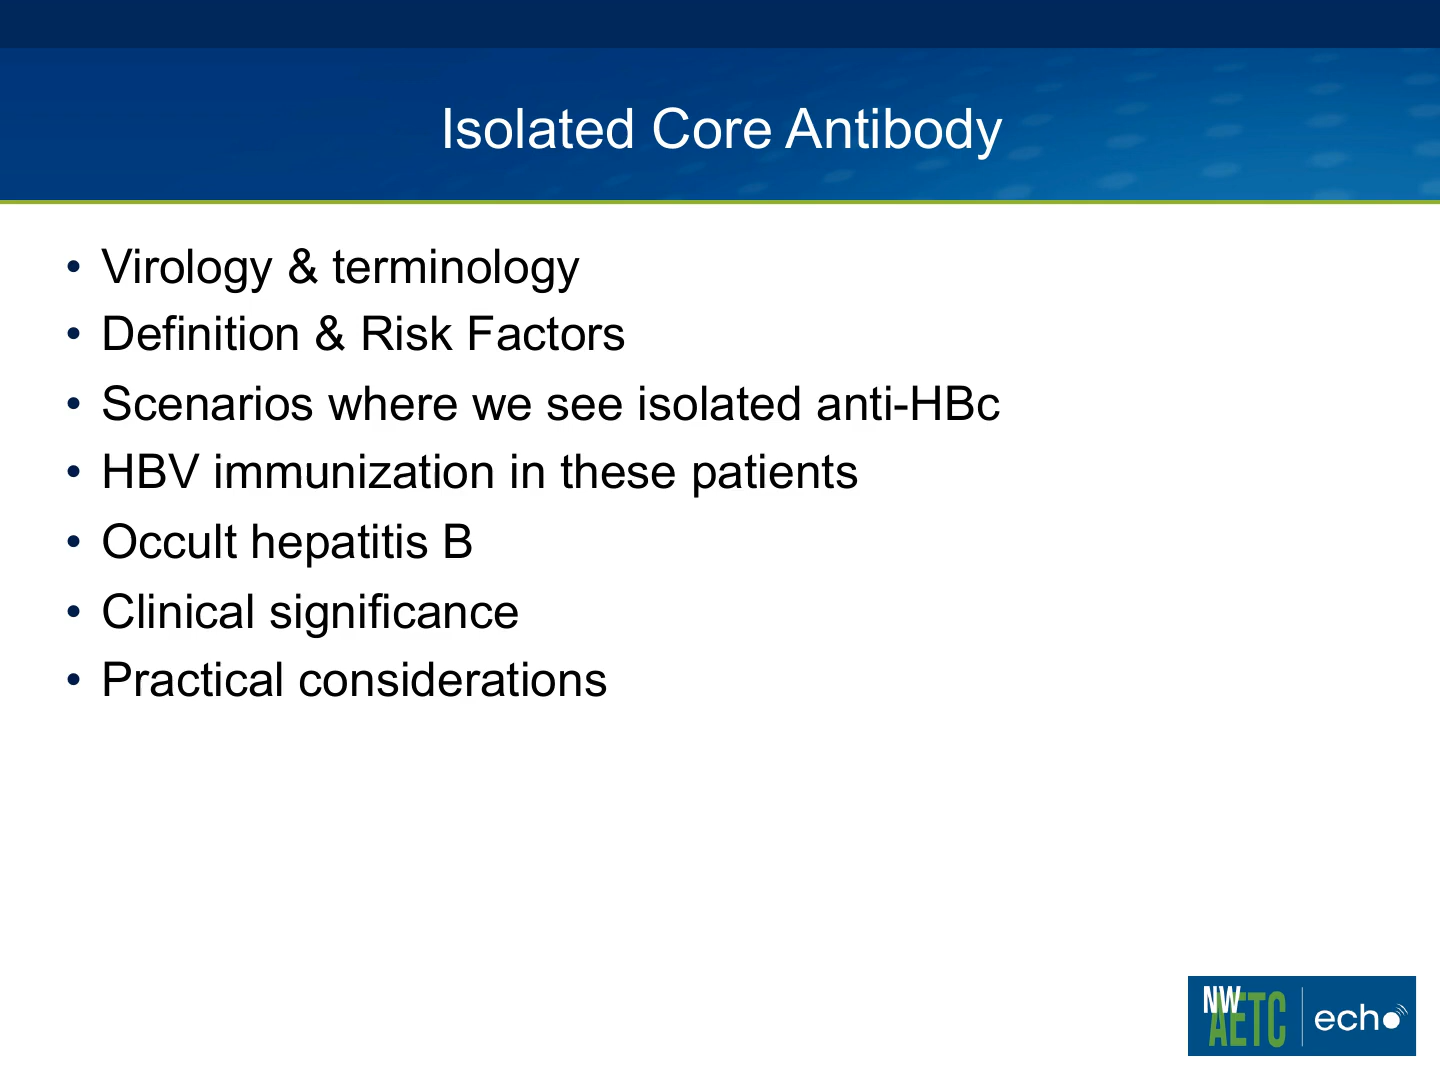 Isolated Core Antibody
• Virology & terminology
• Definition & Risk Factors
• Scenarios where we see isolated anti-HBc
• HBV immunization in these patients
• Occult hepatitis B
• Clinical significance
• Practical considerations
NW
AETC
echo